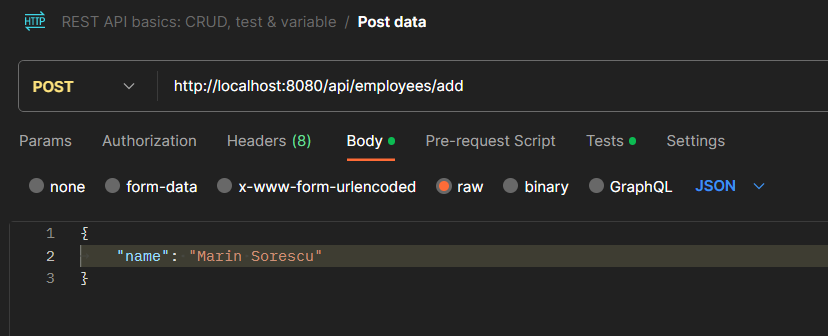 HTTP REST API basics: CRUD, test & variable / Post data
POST http://localhost:8080/api/employees/add
Params Authorization Headers (8) Body Pre-request Script Tests Settings
none form-data x-www-form-urlencoded raw binary GraphQL JSON
1 {
2 "name": "Marin Sorescu"
3 }